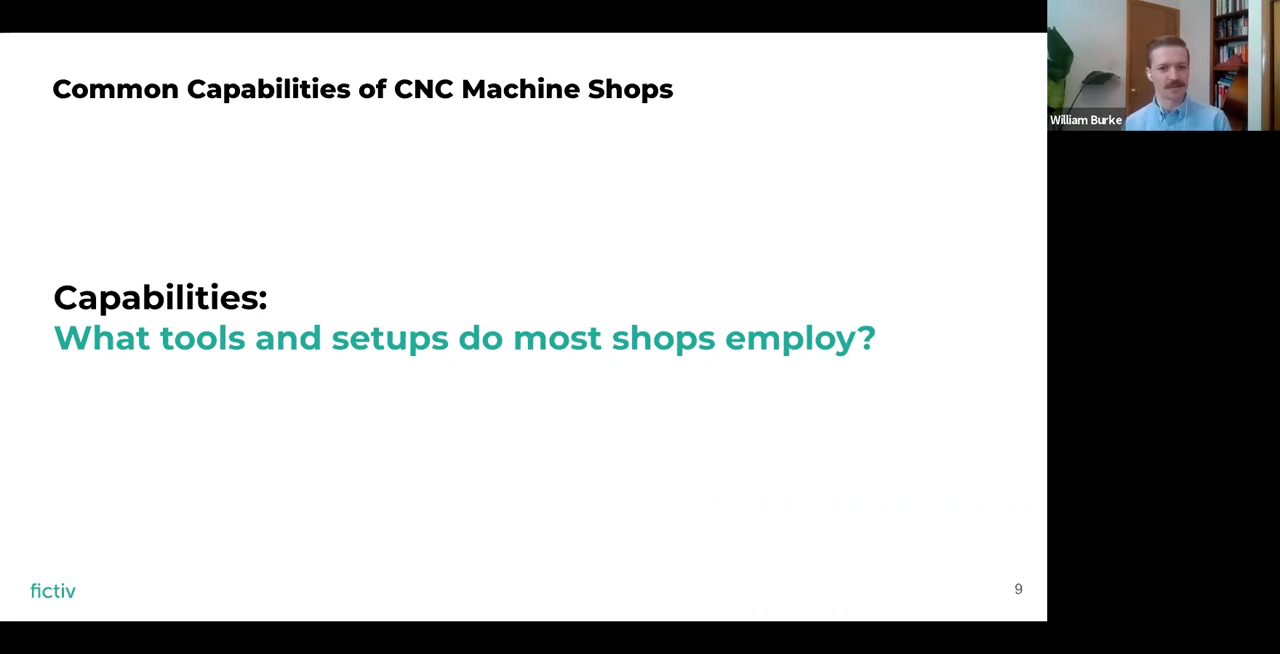 Common Capabilities of CNC Machine Shops
William Burke
Capabilities:
What tools and setups do most shops employ?
fictiv
9